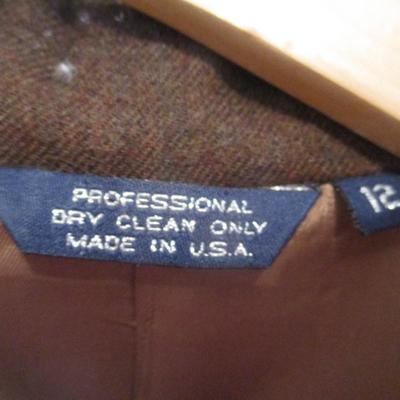 PROFESSIONAL
DRY CLEAN ONLY
MADE IN U.S.A.
12